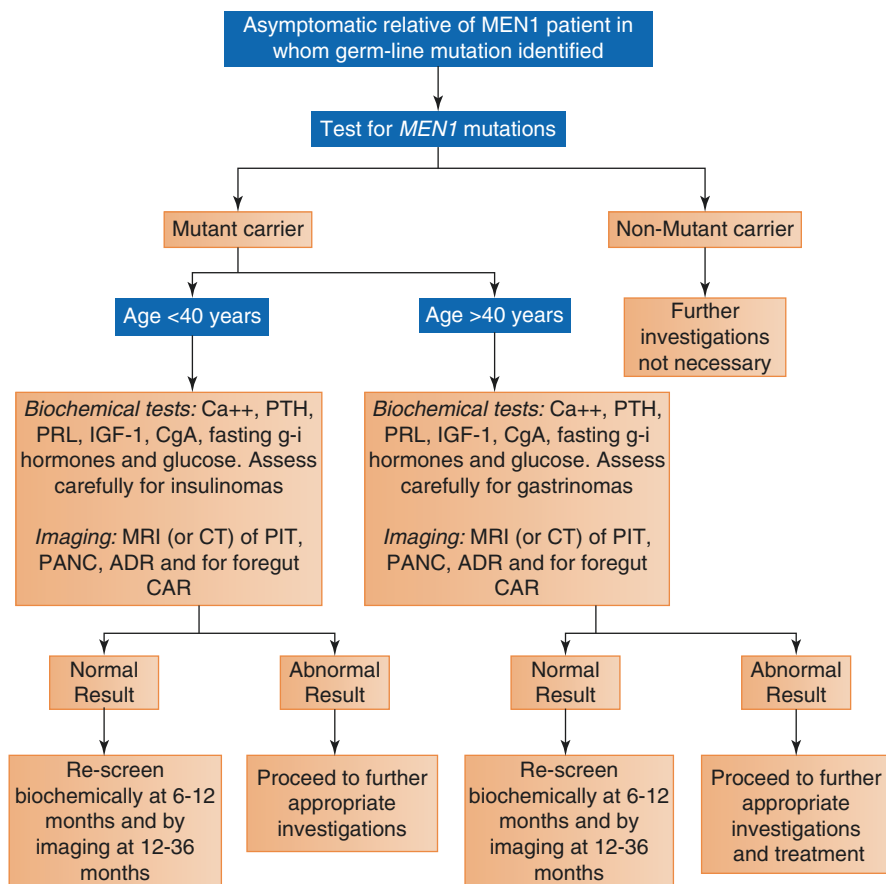 Asymptomatic relative of MEN1 patient in
whom germ-line mutation identified
Test for MEN1 mutations
Mutant carrier
Non-Mutant carrier
Age <40 years
Age >40 years
Further
investigations
not necessary
Biochemical tests: Ca++, PTH,
PRL, IGF-1, CgA, fasting g-i
hormones and glucose. Assess
carefully for insulinomas
Imaging: MRI (or CT) of PIT,
PANC, ADR and for foregut
CAR
Biochemical tests: Ca++, PTH,
PRL, IGF-1, CgA, fasting g-i
hormones and glucose. Assess
carefully for gastrinomas
Imaging: MRI (or CT) of PIT,
PANC, ADR and for foregut
CAR
Normal
Result
Abnormal
Result
Normal
Result
Abnormal
Result
Re-screen
biochemically at 6-12
months and by
imaging at 12-36
months
Proceed to further
appropriate
investigations
Re-screen
biochemically at 6-12
months and by
imaging at 12-36
months
Proceed to further
appropriate
investigations
and treatment